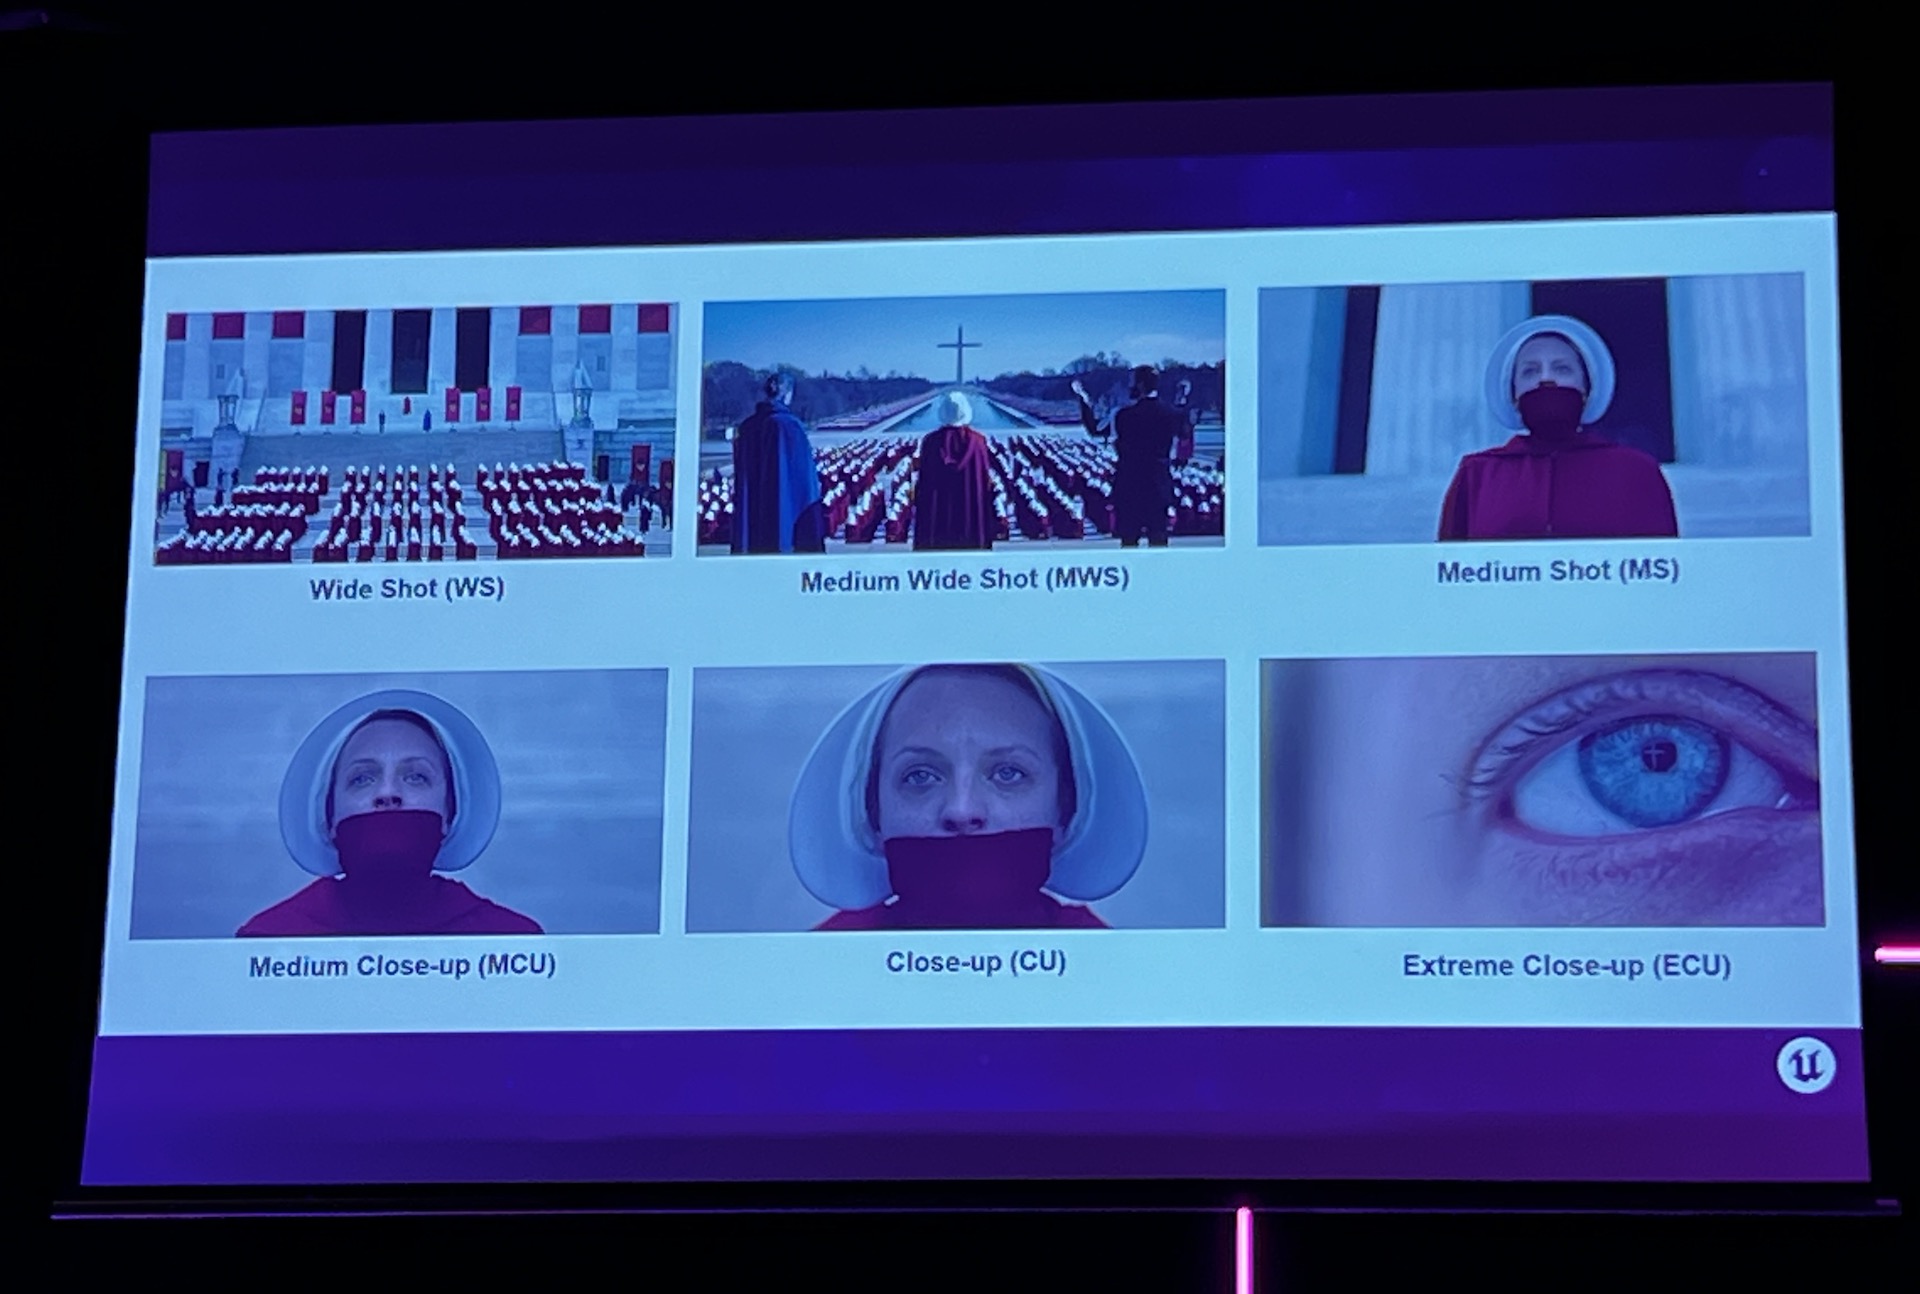 Wide Shot (WS)
Medium Wide Shot (MWS)
Medium Shot (MS)
Medium Close-up (MCU)
Close-up (CU)
Extreme Close-up (ECU)